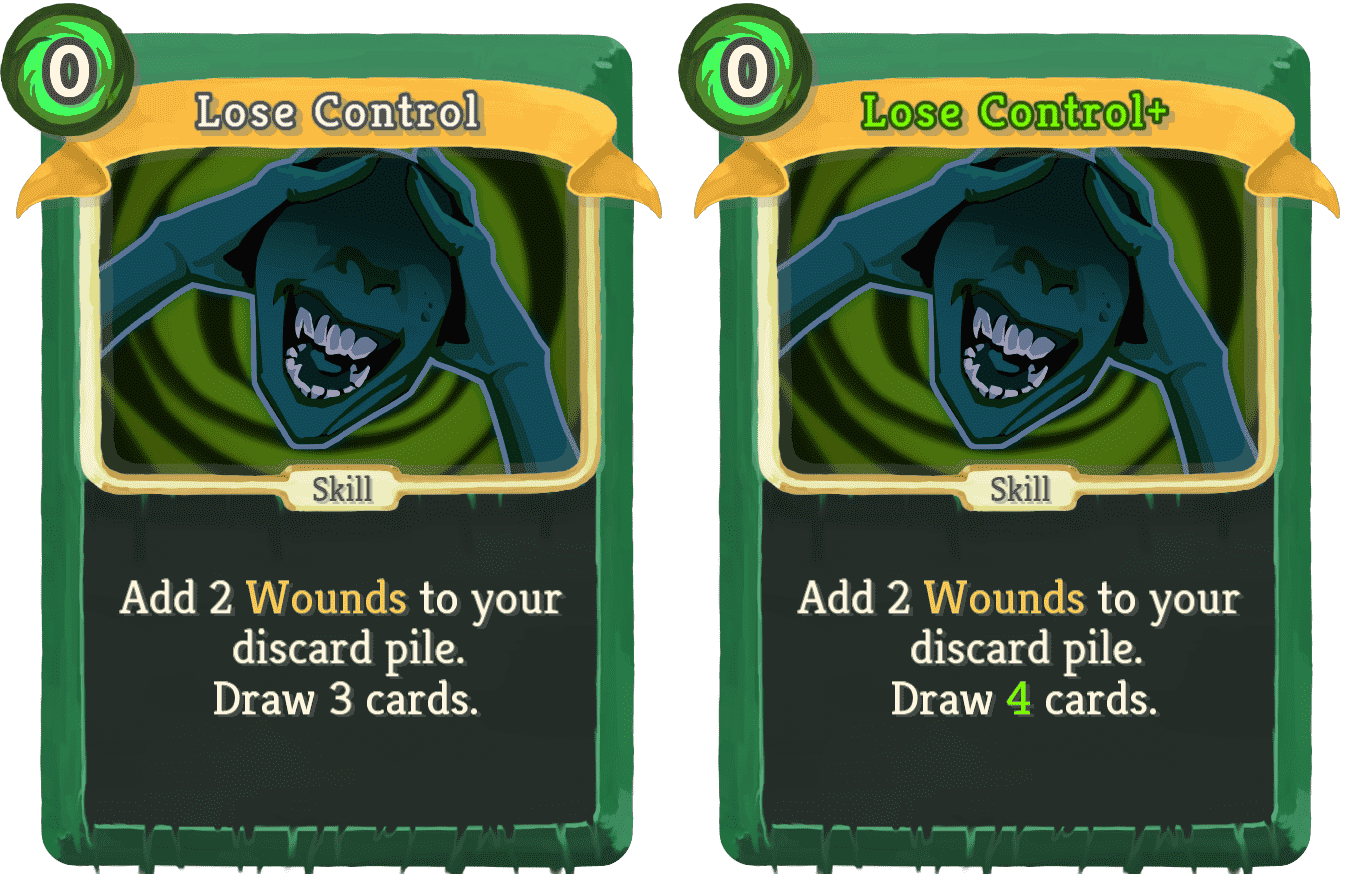 0
Lose Control
Skill
Add 2 Wounds to your
discard pile.
Draw 3 cards.
0
Lose Control+
Skill
Add 2 Wounds to your
discard pile.
Draw 4 cards.